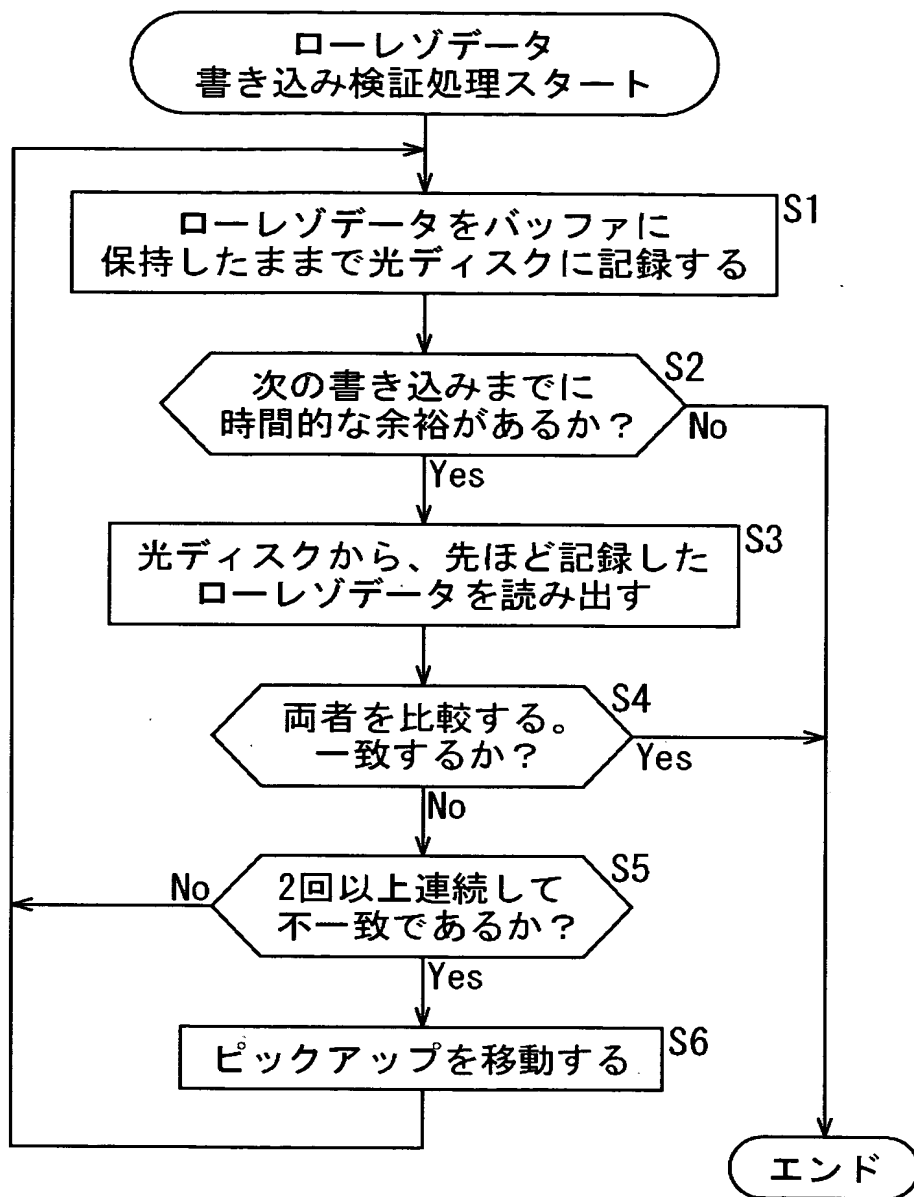 ローレゾデータ
書き込み検証処理スタート
S1
ローレゾデータをバッファに
保持したままで光ディスクに記録する
S2
次の書き込みまでに
時間的な余裕があるか?
No
Yes
S3
光ディスクから、先ほど記録した
ローレゾデータを読み出す
S4
両者を比較する。
一致するか?
Yes
No
S5
2回以上連続して
不一致であるか?
No
Yes
S6
ピックアップを移動する
エンド